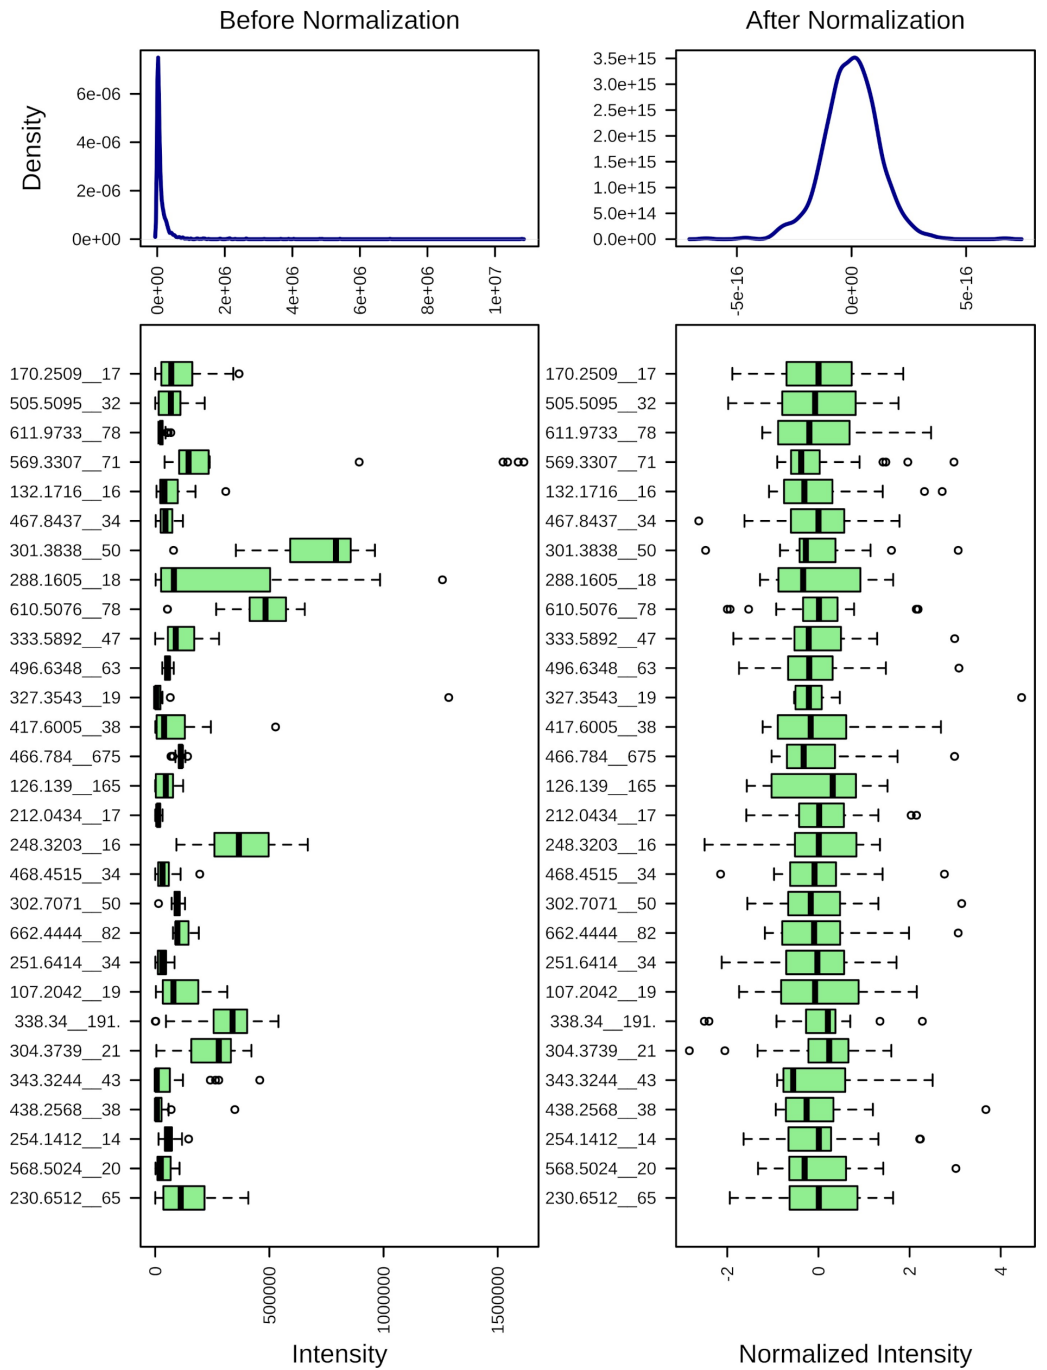 Before Normalization
After Normalization
Density
6e-06
4e-06
2e-06
0e+00
0e+00
2e+06
4e+06
6e+06
8e+06
1e+07
3.5e+15
3.0e+15
2.5e+15
2.0e+15
1.5e+15
1.0e+15
5.0e+14
0.0e+00
-5e-16
0e+00
5e-16
170.2509__17
505.5095__32
611.9733__78
569.3307__71
132.1716__16
467.8437__34
301.3838__50
288.1605__18
610.5076__78
333.5892__47
496.6348__63
327.3543__19
417.6005__38
466.784__675
126.139__165
212.0434__17
248.3203__16
468.4515__34
302.7071__50
662.4444__82
251.6414__34
107.2042__19
338.34__191.
304.3739__21
343.3244__43
438.2568__38
254.1412__14
568.5024__20
230.6512__65
0
500000
1000000
1500000
Intensity
170.2509__17
505.5095__32
611.9733__78
569.3307__71
132.1716__16
467.8437__34
301.3838__50
288.1605__18
610.5076__78
333.5892__47
496.6348__63
327.3543__19
417.6005__38
466.784__675
126.139__165
212.0434__17
248.3203__16
468.4515__34
302.7071__50
662.4444__82
251.6414__34
107.2042__19
338.34__191.
304.3739__21
343.3244__43
438.2568__38
254.1412__14
568.5024__20
230.6512__65
-2
0
2
4
Normalized Intensity